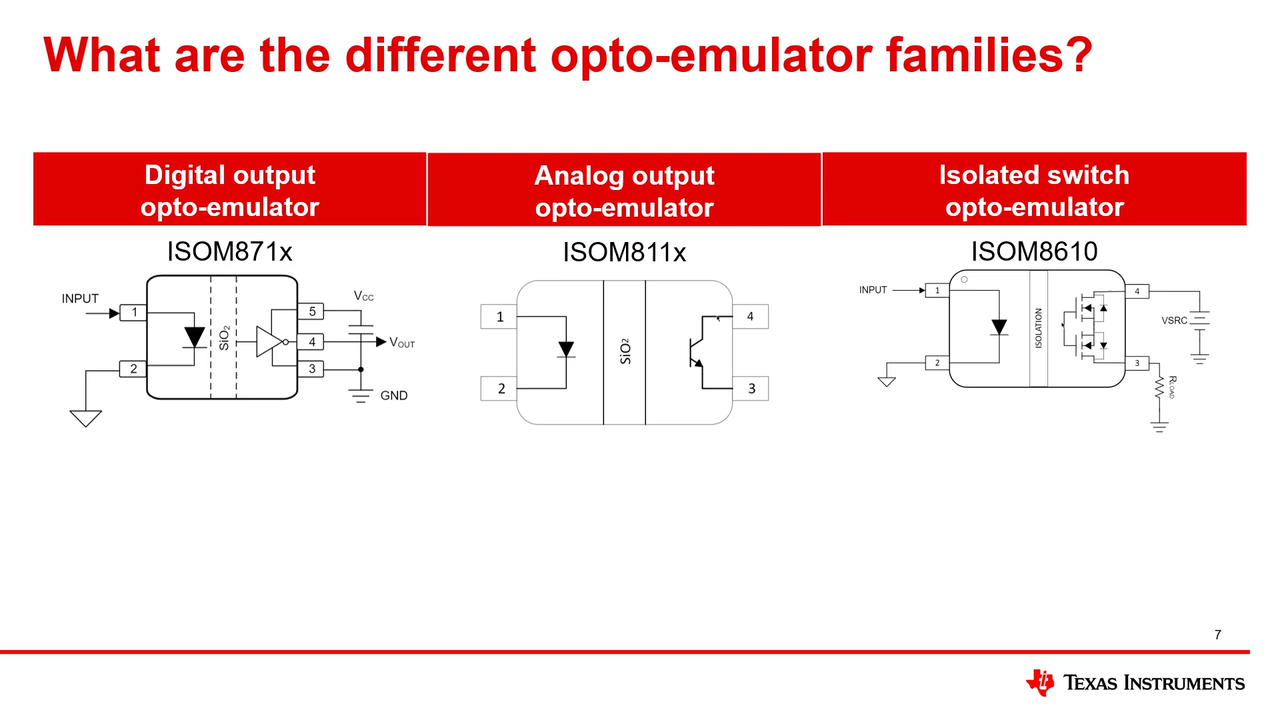 What are the different opto-emulator families?
Digital output
opto-emulator
Analog output
opto-emulator
Isolated switch
opto-emulator
ISOM871x
INPUT
1
2
SiO2
5
4
3
VCC
VOUT
GND
ISOM811x
1
2
SiO2
4
3
ISOM8610
INPUT
1
2
ISOLATION
4
3
VSRC
RLOAD
7
ti
TEXAS INSTRUMENTS